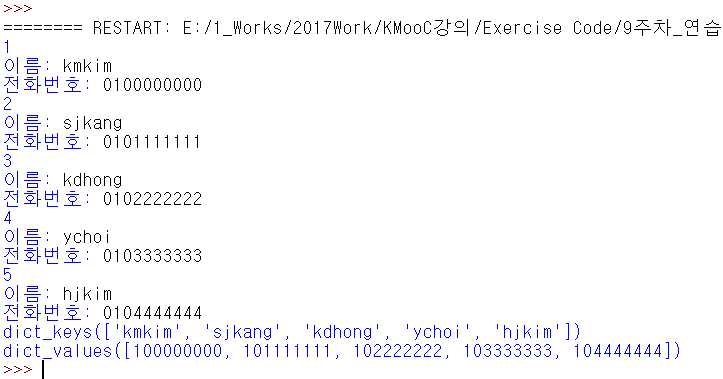 >>>
======== RESTART: E:/1_Works/2017Work/KMooC강의/Exercise Code/9주차_연습
1
이름: kmkim
전화번호: 0100000000
2
이름: sjkang
전화번호: 0101111111
3
이름: kdhong
전화번호: 0102222222
4
이름: ychoi
전화번호: 0103333333
5
이름: hjkim
전화번호: 0104444444
dict_keys(['kmkim', 'sjkang', 'kdhong', 'ychoi', 'hjkim'])
dict_values([100000000, 101111111, 102222222, 103333333, 104444444])
>>>